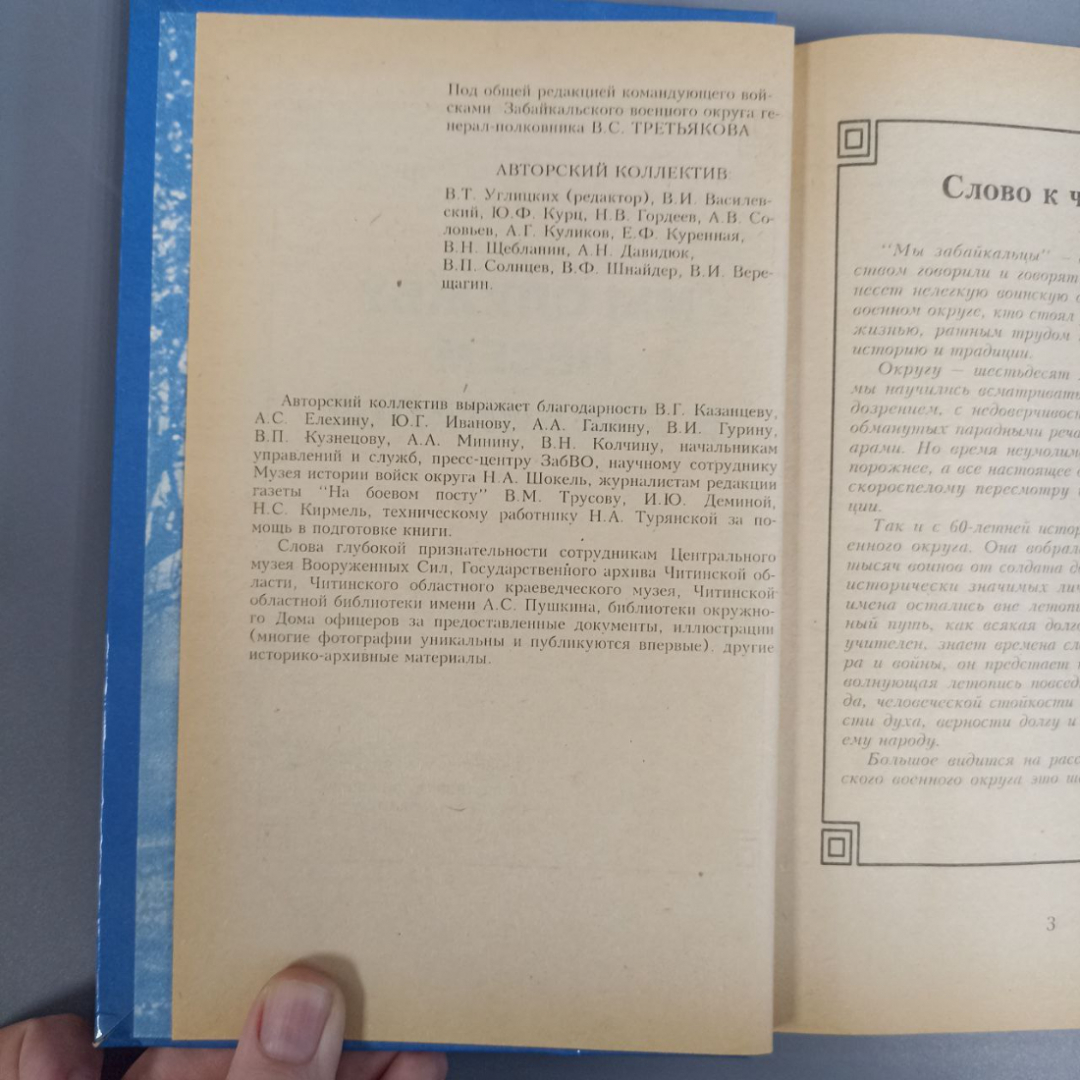 Под общей редакцией командующего вой-
сками Забайкальского военного округа ге-
нерал-полковника В.С. ТРЕТЬЯКОВА
АВТОРСКИЙ КОЛЛЕКТИВ:
В.Т. Углицких (редактор), В.И. Василев-
ский, Ю.Ф. Курц, Н.В. Гордеев, А.В. Со-
ловьев, А.Г. Куликов, Е.Ф. Куренная,
В.Н. Щебланин, А.Н. Давидюк,
В.П. Солнцев, В.Ф. Шнайдер, В.И. Вере-
щагин.
Авторский коллектив выражает благодарность В.Г. Казанцеву,
А.С. Елехину, Ю.Г. Иванову, А.А. Галкину, В.И. Гурину,
В.П. Кузнецову, А.А. Минину, В.Н. Колчину, начальникам
управлений и служб, пресс-центру ЗабВО, научному сотруднику
Музея истории войск округа Н.А. Шокель, журналистам редакции
газеты "На боевом посту" В.М. Трусову, И.Ю. Деминой,
Н.С. Кирмель, техническому работнику Н.А. Турянской за по-
мощь в подготовке книги.
Слова глубокой признательности сотрудникам Центрального
музея Вооруженных Сил, Государственного архива Читинской об-
ласти, Читинского областного краеведческого музея, Читинской
областной библиотеки имени А.С. Пушкина, библиотеки окружно-
го Дома офицеров за предоставленные документы, иллюстрации
(многие фотографии уникальны и публикуются впервые), другие
историко-архивные материалы.
Слово к ч
"Мы забайкальцы" –
ством говорили и говорят
несет нелегкую воинскую
военном округе, кто стоял
жизнью, ратным трудом
историю и традиции.
Округу – шестьдесят
мы научились всматриват
дозрением, с недоверчивос
обманутых парадными речa
арами. Но время неумолим
порожнее, а все настоящее
скороспелому пересмотру
ции.
Так и с 60-летней истор
енного округа. Она вобрал
тысяч воинов от солдата д
исторически значимых ли
имена остались вне летоп
ный путь, как всякая долг
учителен, знает времена сл
ра и войны, он предстает
волнующая летопись повсед
да, человеческой стойкости
сти духа, верности долгу и
ему народу.
Большое видится на расс
ского военного округа это ш
3